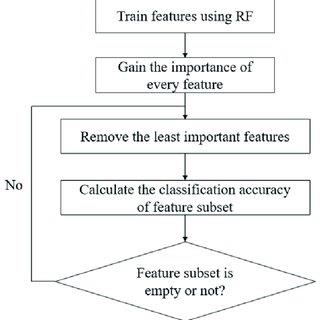 Train features using RF
Gain the importance of
every feature
Remove the least important features
No
Calculate the classification accuracy
of feature subset
Feature subset is
empty or not?